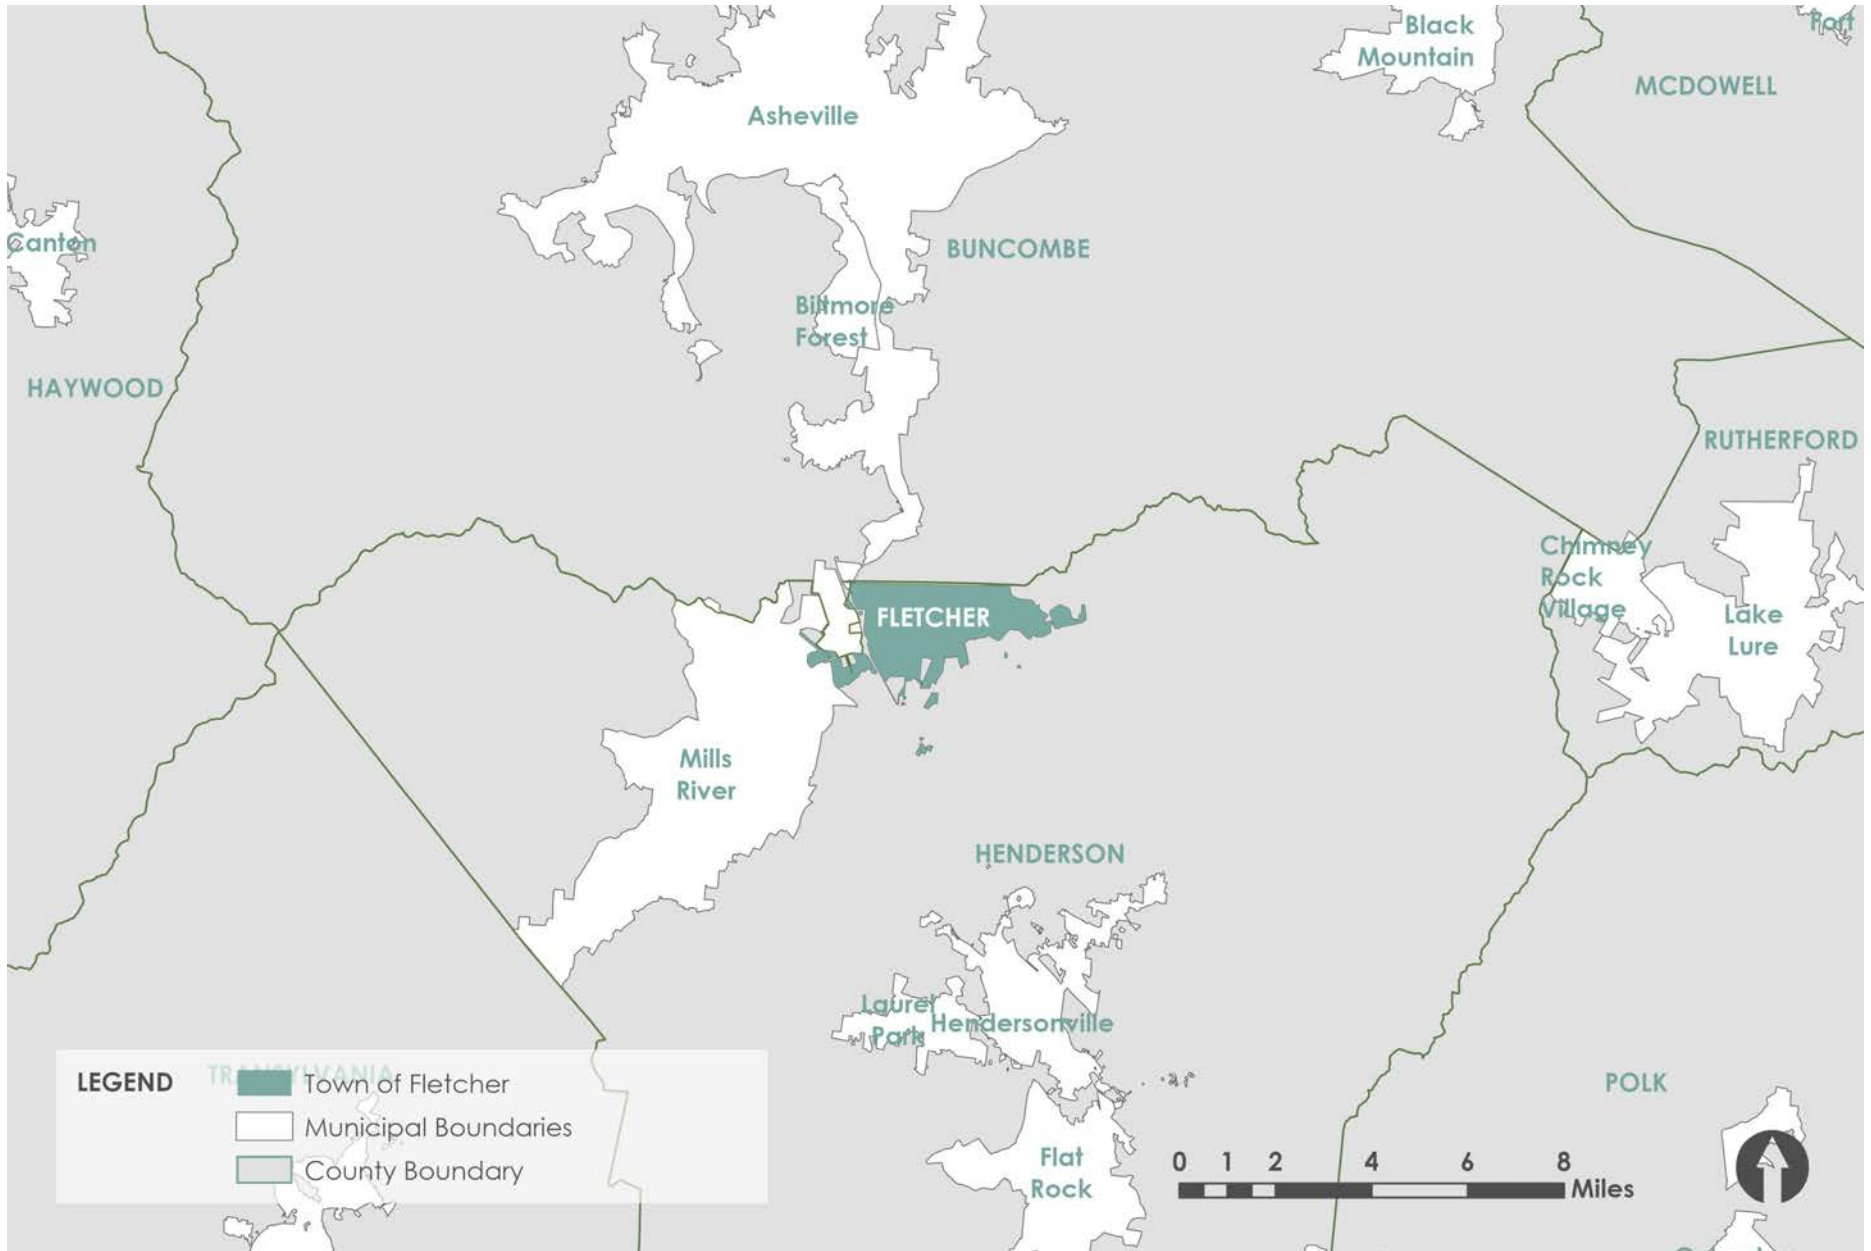 Black
Mountain
Fort
MCDOWELL
Asheville
Canton
BUNCOMBE
Biltmore
Forest
HAYWOOD
RUTHERFORD
Chimney
Rock
Village
FLETCHER
Lake
Lure
Mills
River
HENDERSON
Laurel
Park
Hendersonville
LEGEND
TRANSYLVANIA
Town of Fletcher
Municipal Boundaries
County Boundary
POLK
Flat
Rock
0 1 2 4 6 8
Miles